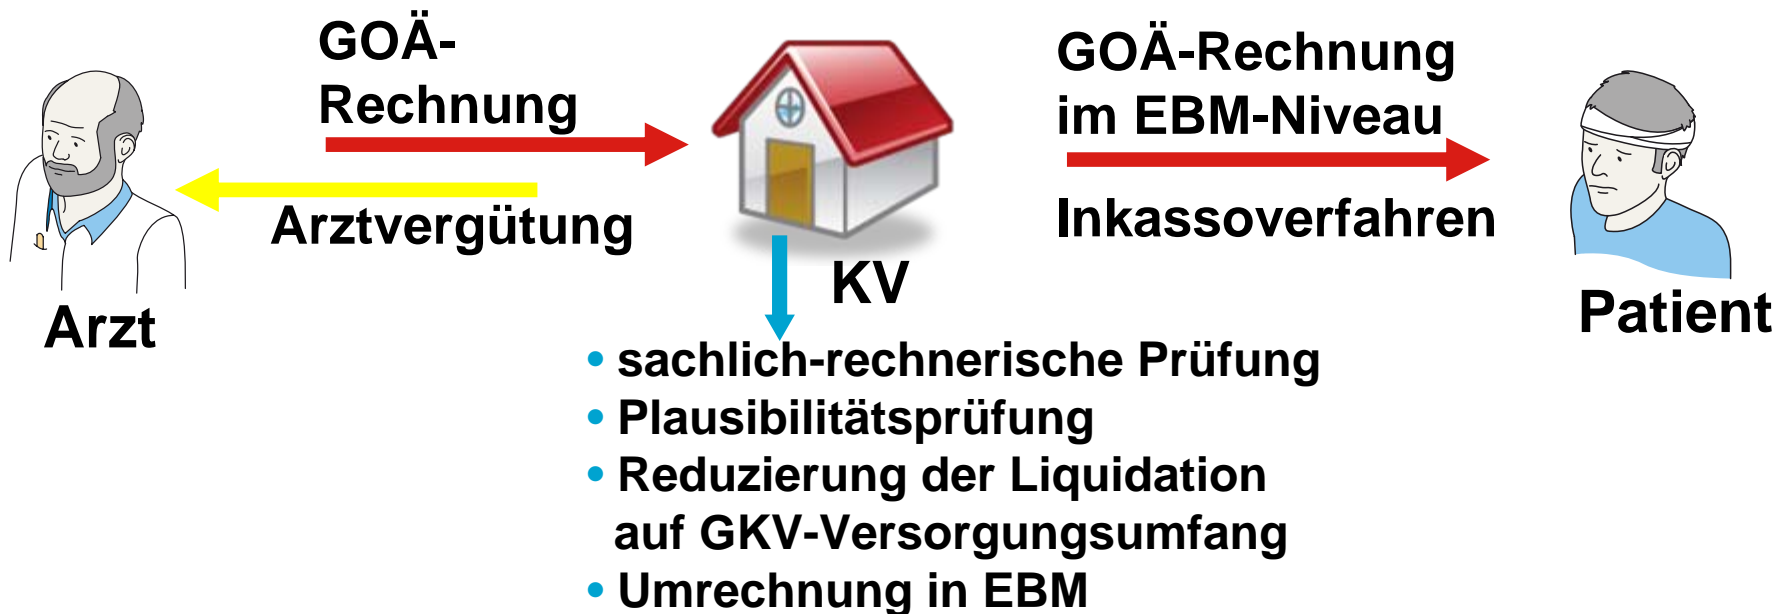 GOÄ-
Rechnung
Arztvergütung
Arzt
KV
GOÄ-Rechnung
im EBM-Niveau
Inkassoverfahren
Patient
• sachlich-rechnerische Prüfung
• Plausibilitätsprüfung
• Reduzierung der Liquidation
auf GKV-Versorgungsumfang
• Umrechnung in EBM